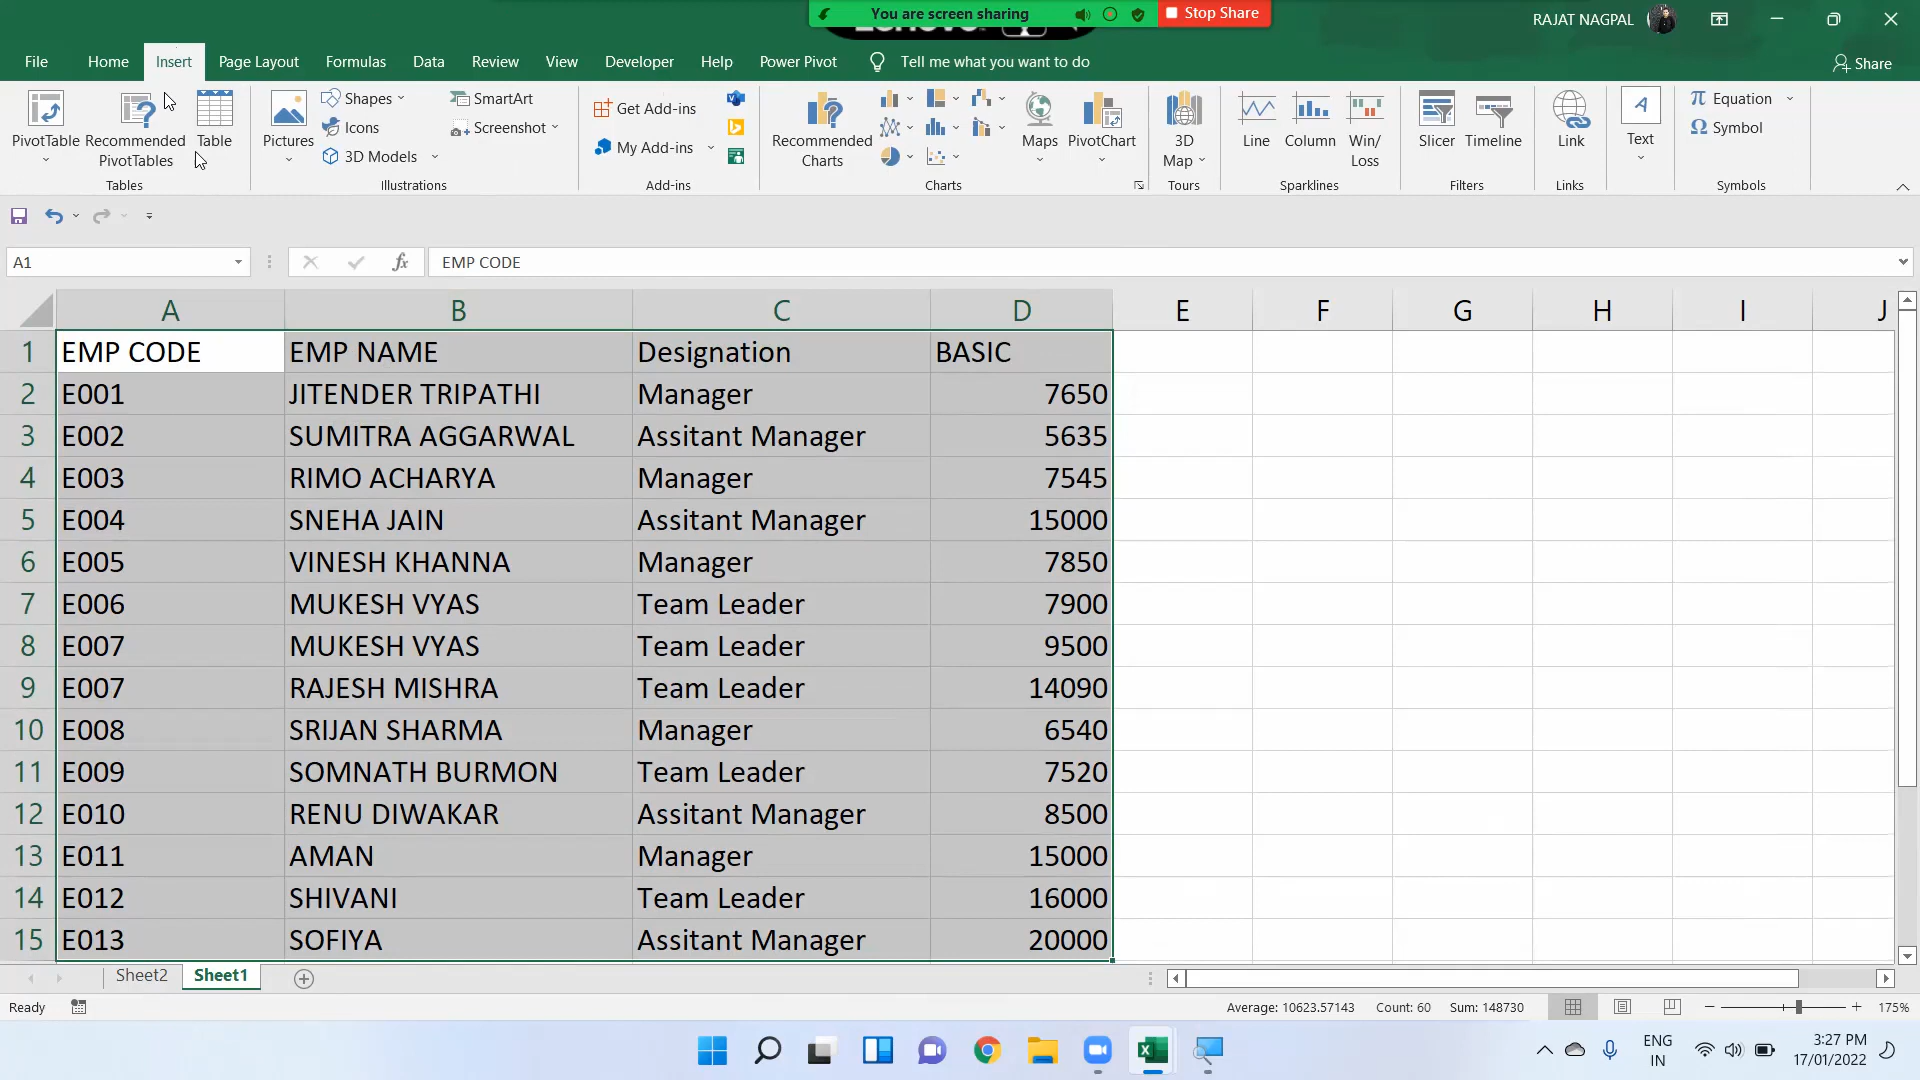 You are screen sharing
Stop Share
RAJAT NAGPAL
File Home Insert Page Layout Formulas Data Review View Developer Help Power Pivot Tell me what you want to do Share
PivotTable
Recommended PivotTables
Table
Tables
Pictures
Shapes
Icons
3D Models
SmartArt
Screenshot
Illustrations
Get Add-ins
My Add-ins
Add-ins
Recommended Charts
Maps
PivotChart
Charts
3D Map
Tours
Line
Column
Win/ Loss
Sparklines
Slicer
Timeline
Filters
Link
Links
Text
Equation
Symbol
Symbols
A1 fx EMP CODE
A B C D E F G H I J
1 EMP CODE EMP NAME Designation BASIC
2 E001 JITENDER TRIPATHI Manager 7650
3 E002 SUMITRA AGGARWAL Assitant Manager 5635
4 E003 RIMO ACHARYA Manager 7545
5 E004 SNEHA JAIN Assitant Manager 15000
6 E005 VINESH KHANNA Manager 7850
7 E006 MUKESH VYAS Team Leader 7900
8 E007 MUKESH VYAS Team Leader 9500
9 E007 RAJESH MISHRA Team Leader 14090
10 E008 SRIJAN SHARMA Manager 6540
11 E009 SOMNATH BURMON Team Leader 7520
12 E010 RENU DIWAKAR Assitant Manager 8500
13 E011 AMAN Manager 15000
14 E012 SHIVANI Team Leader 16000
15 E013 SOFIYA Assitant Manager 20000
Sheet2 Sheet1
Ready Average: 10623.57143 Count: 60 Sum: 148730 175%
ENG
IN
3:27 PM
17/01/2022